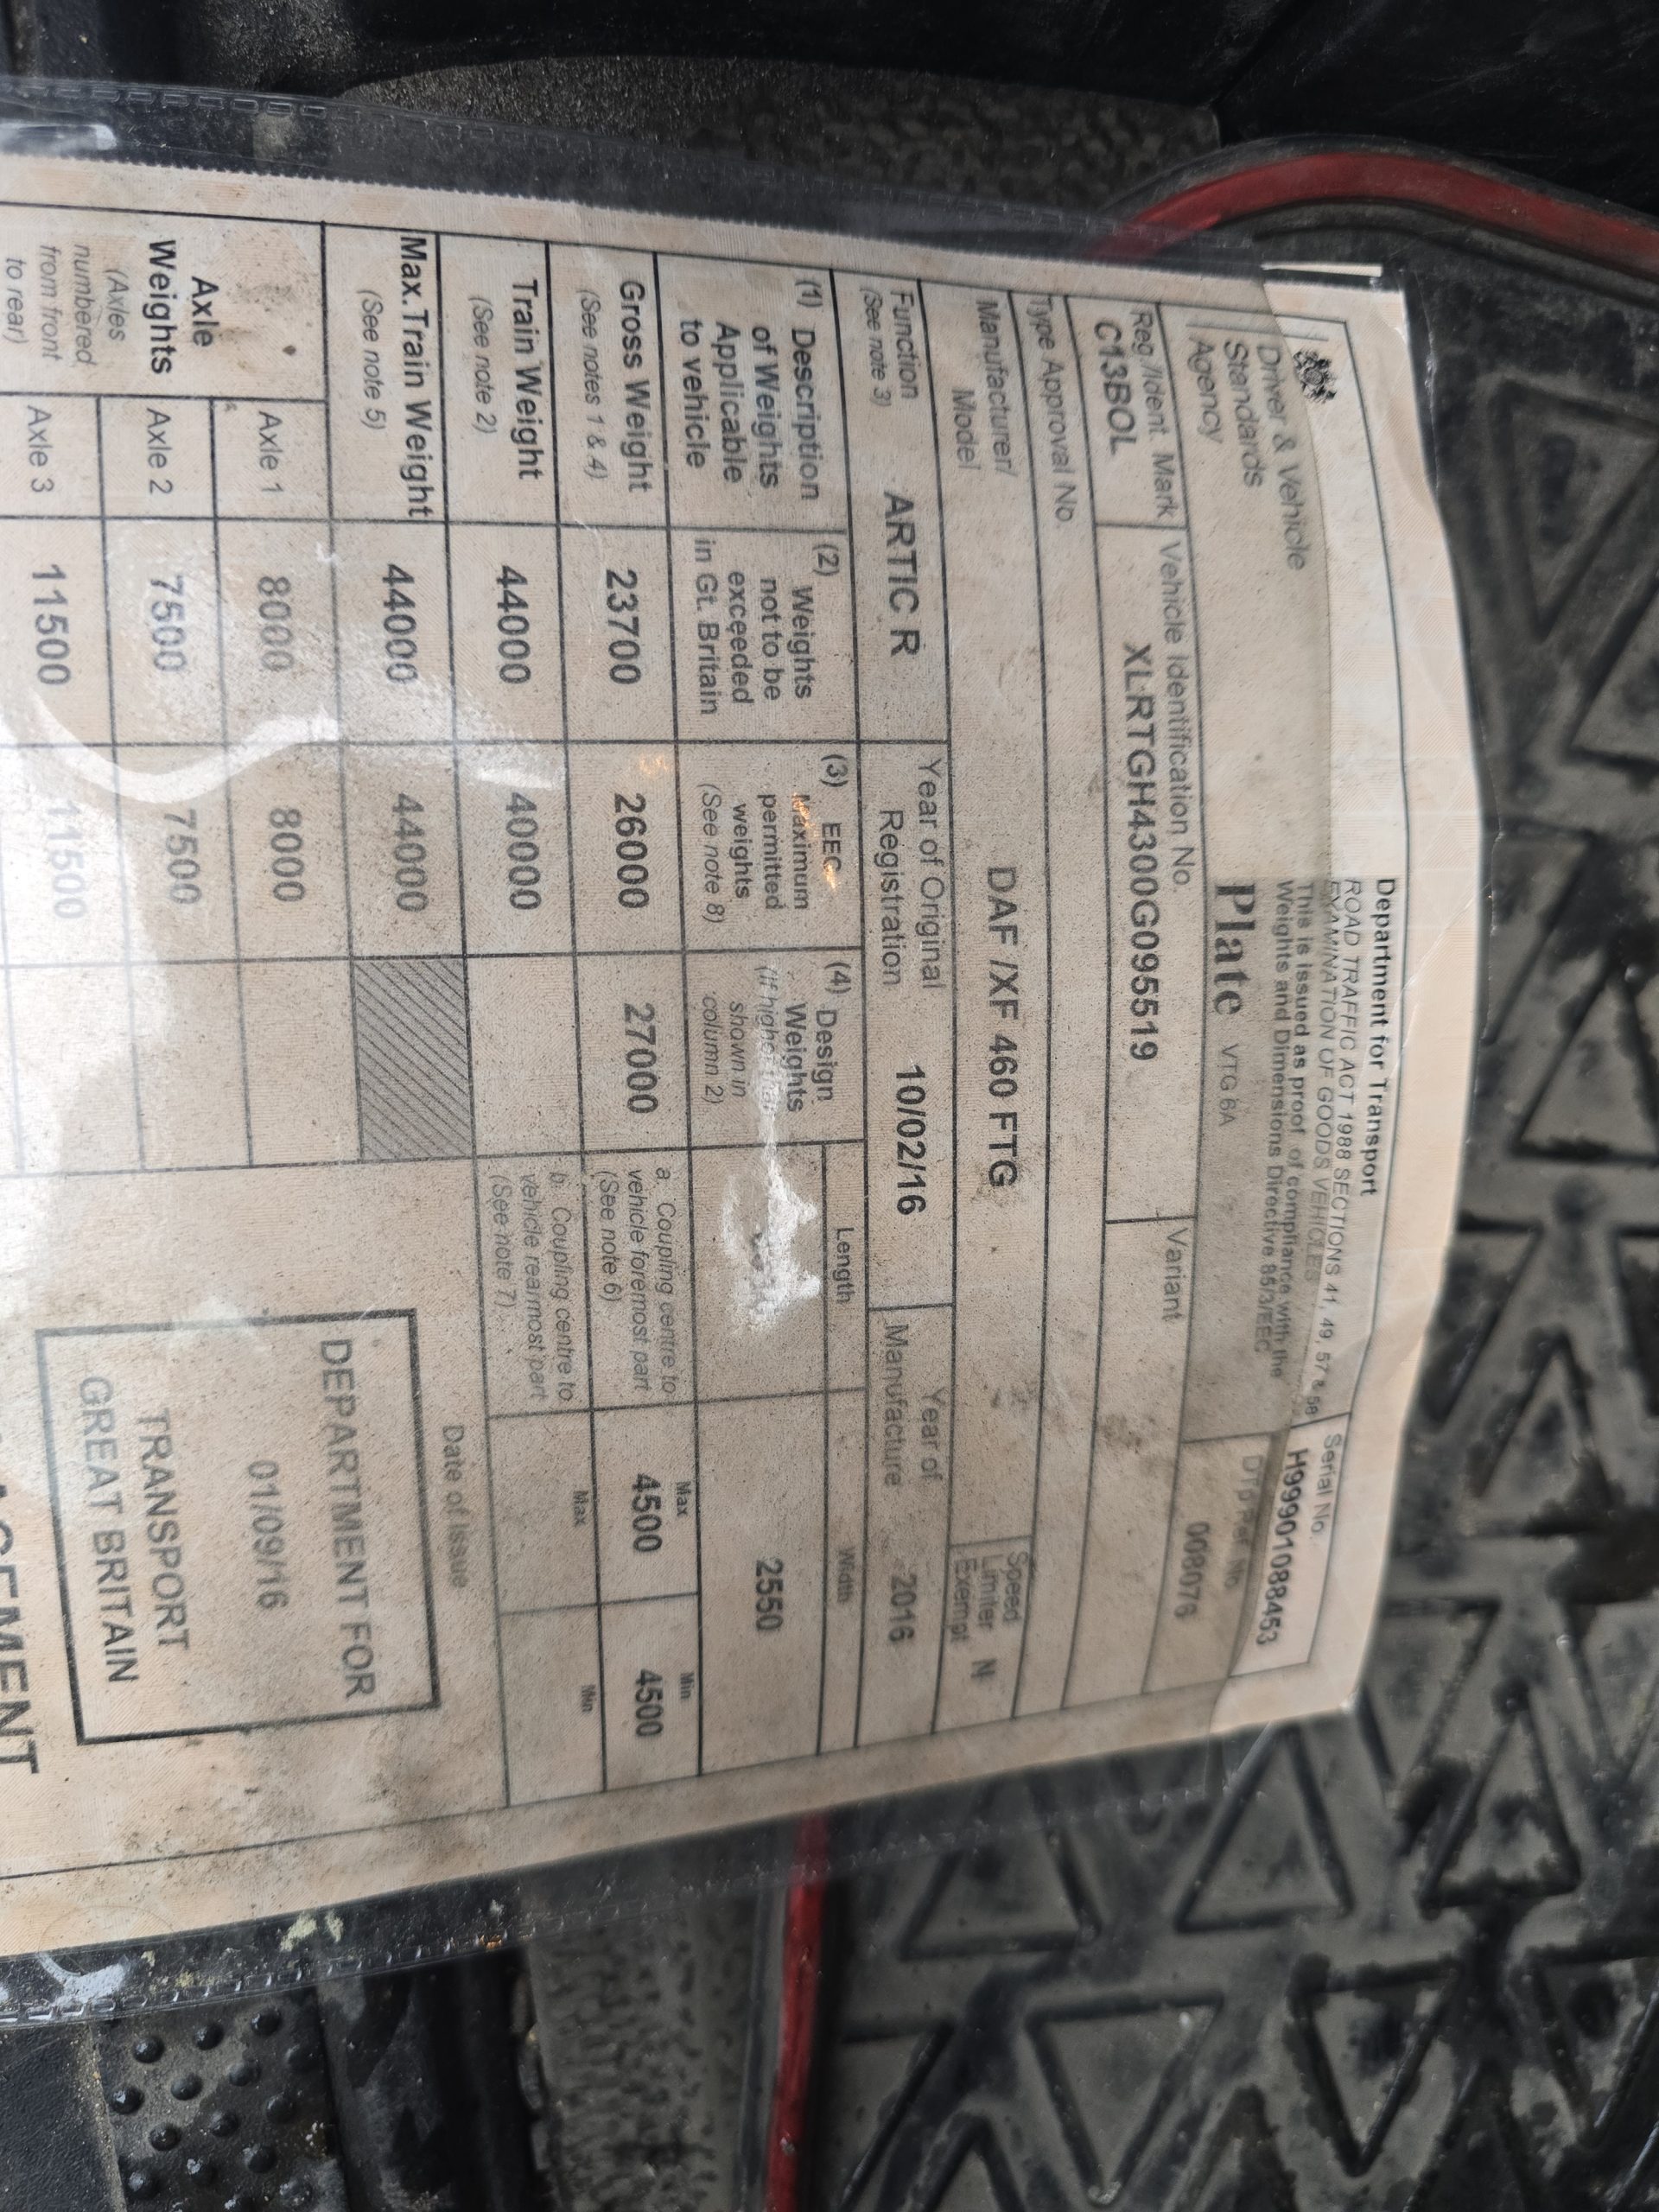 Department for Transport
ROAD TRAFFIC ACT 1988 SECTIONS 41, 49, 57 & 58
EXAMINATION OF GOODS VEHICLES
This is issued as proof of compliance with the
Weights and Dimensions Directive 85/3/EEC
Serial No.
H999901088453
Driver & Vehicle
Standards
Agency
Plate VTG 6A
DTp Ref. No.
008076
Reg./Ident. Mark
C13BOL
Vehicle Identification No.
XLRTGH4300G095519
Variant
Type Approval No.
Manufacturer/
Model
DAF /XF 460 FTG
Speed
Limiter N
Exempt
Function
(See note 3)
ARTIC R
Year of Original
Registration
10/02/16
Year of
Manufacture
2016
(1) Description
of Weights
Applicable
to vehicle
(2) Weights
not to be
exceeded
in Gt. Britain
(3) EEC
Maximum
permitted
weights
(See note 8)
(4) Design
Weights
(If higher than
shown in
column 2)
Length
Width
2550
Gross Weight
(See notes 1 & 4)
23700
26000
27000
a. Coupling centre to
vehicle foremost part
(See note 6)
Max
4500
Min
4500
Train Weight
(See note 2)
44000
40000
b. Coupling centre to
vehicle rearmost part
(See note 7)
Max
Min
Max. Train Weight
(See note 5)
44000
44000
Date of issue
Axle
Weights
(Axles
numbered
from front
to rear)
Axle 1
8000
8000
Axle 2
7500
7500
Axle 3
11500
11500
DEPARTMENT FOR
01/09/16
TRANSPORT
GREAT BRITAIN